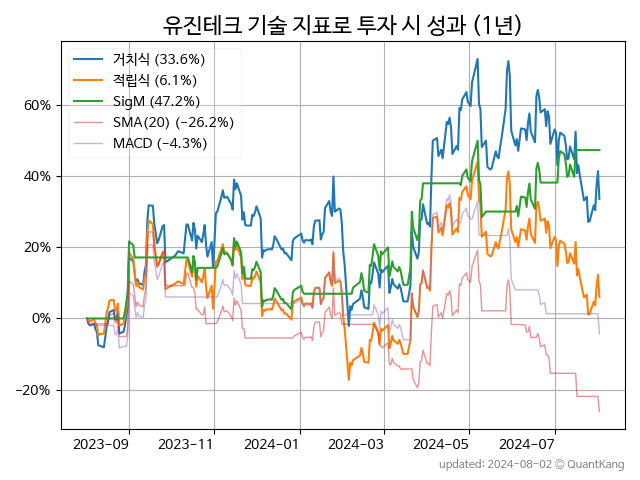 유진테크 기술 지표로 투자 시 성과 (1년)
거치식 (33.6%)
적립식 (6.1%)
SigM (47.2%)
SMA(20) (−26.2%)
MACD (−4.3%)
60%
40%
20%
0%
−20%
2023-09 2023-11 2024-01 2024-03 2024-05 2024-07
updated: 2024-08-02 © QuantKang